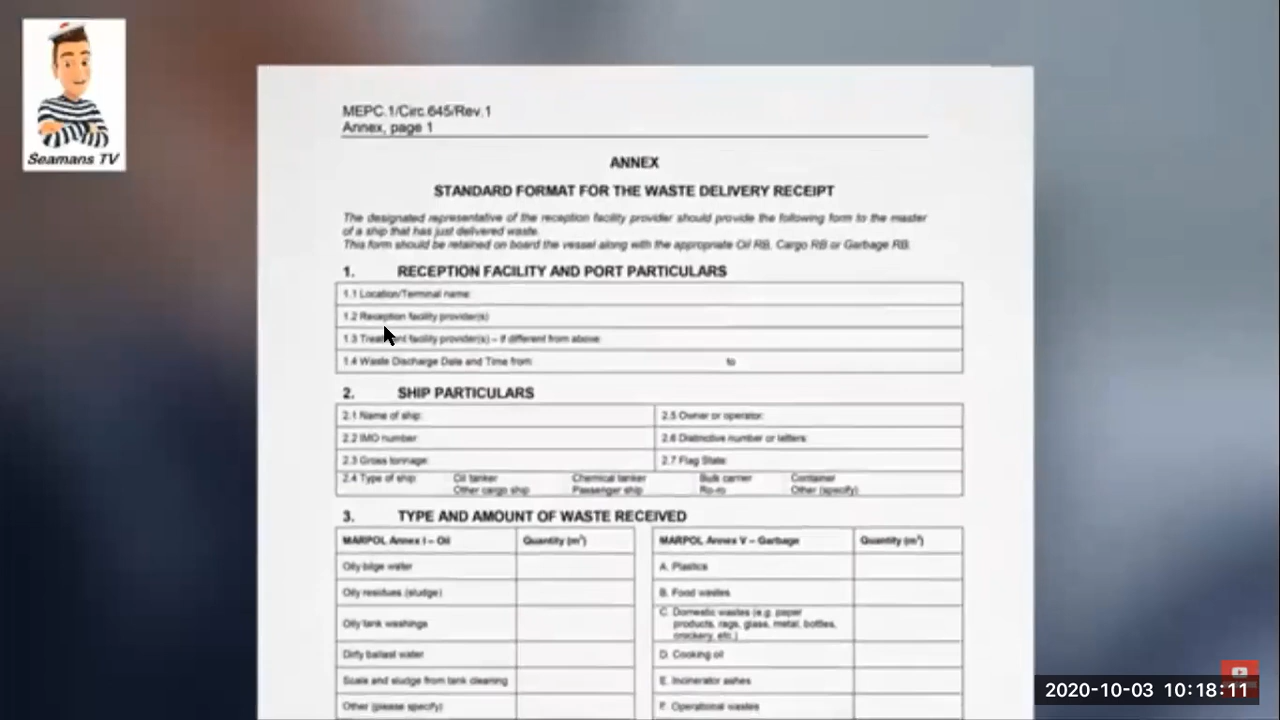 Seamans TV
MEPC.1/Circ.645/Rev.1
Annex, page 1
ANNEX
STANDARD FORMAT FOR THE WASTE DELIVERY RECEIPT
The designated representative of the reception facility provider should provide the following form to the master
of a ship that has just delivered waste.
This form should be retained on board the vessel along with the appropriate Oil RB, Cargo RB or Garbage RB.
1. RECEPTION FACILITY AND PORT PARTICULARS
1.1 Location/Terminal name:
1.2 Reception facility provider(s)
1.3 Treatment facility provider(s) – if different from above:
1.4 Waste Discharge Date and Time from: to
2. SHIP PARTICULARS
2.1 Name of ship: 2.5 Owner or operator:
2.2 IMO number: 2.6 Distinctive number or letters:
2.3 Gross tonnage: 2.7 Flag State:
2.4 Type of ship: Oil tanker Chemical tanker Bulk carrier Container
Other cargo ship Passenger ship Ro-ro Other (specify)
3. TYPE AND AMOUNT OF WASTE RECEIVED
MARPOL Annex I – Oil Quantity (m³) MARPOL Annex V – Garbage Quantity (m³)
Oily bilge water A. Plastics
Oily residues (sludge) B. Food wastes
Oily tank washings C. Domestic wastes (e.g. paper
products, rags, glass, metal, bottles,
crockery, etc.)
Dirty ballast water D. Cooking oil
Scale and sludge from tank cleaning E. Incinerator ashes
Other (please specify) F. Operational wastes
2020-10-03 10:18:11